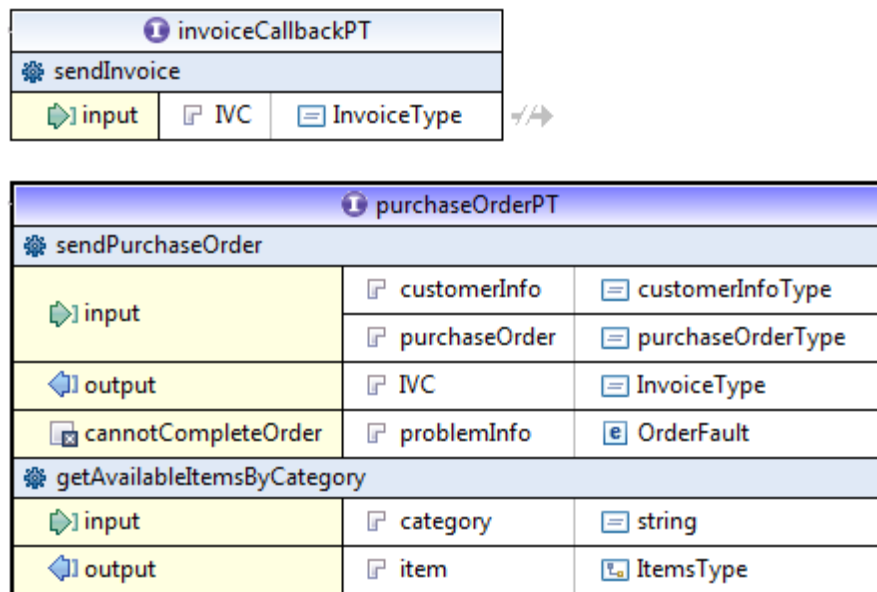 invoiceCallbackPT
sendInvoice
input IVC InvoiceType
purchaseOrderPT
sendPurchaseOrder
input customerInfo customerInfoType
purchaseOrder purchaseOrderType
output IVC InvoiceType
cannotCompleteOrder problemInfo e OrderFault
getAvailableItemsByCategory
input category string
output item ItemsType